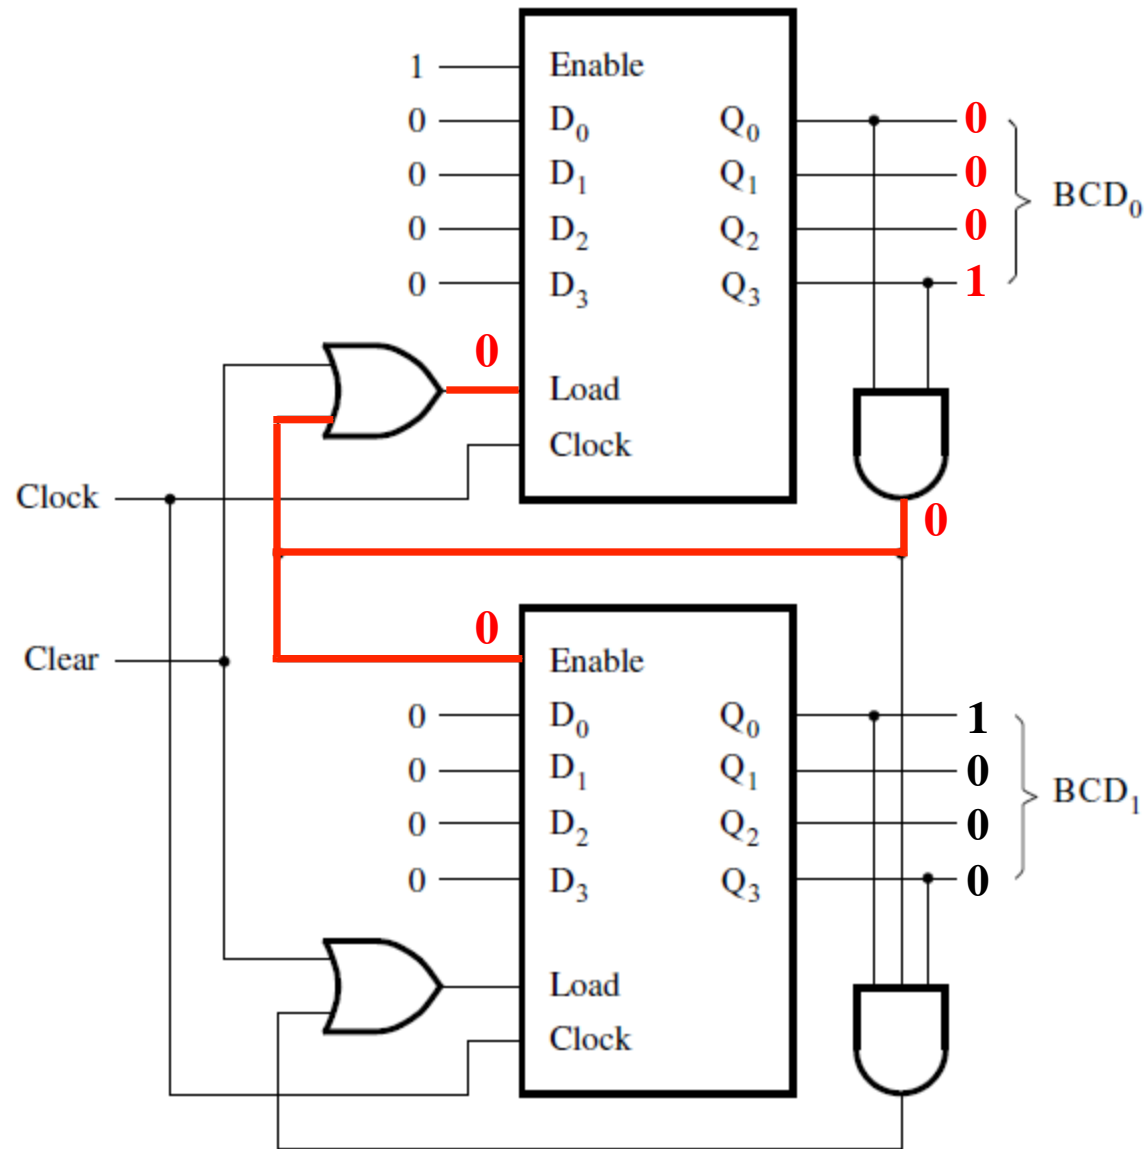 1 Enable
0 D0 Q0 0
0 D1 Q1 0 BCD0
0 D2 Q2 0
0 D3 Q3 1
0
Load
Clock
Clock
0
0
Clear
Enable
0 D0 Q0 1
0 D1 Q1 0
BCD1
0 D2 Q2 0
0 D3 Q3 0
Load
Clock